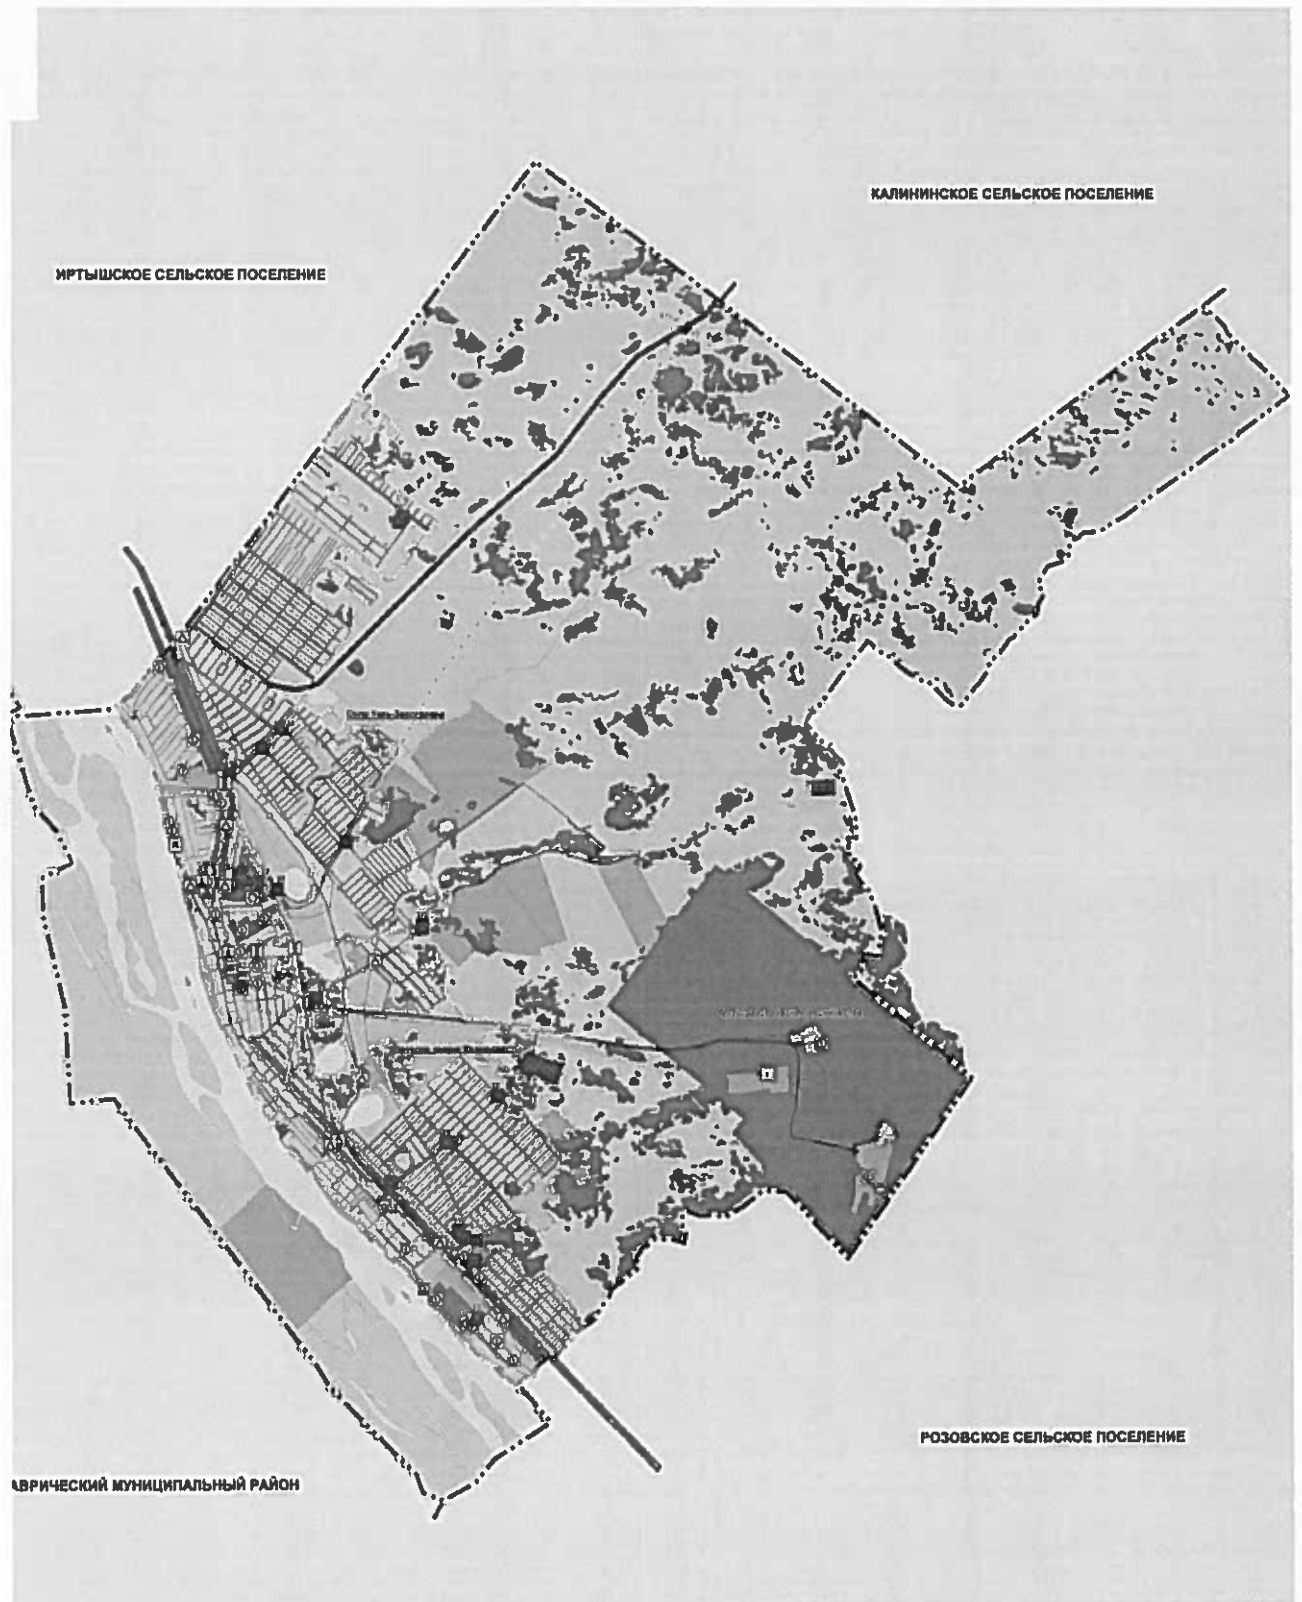 КАЛИНИНСКОЕ СЕЛЬСКОЕ ПОСЕЛЕНИЕ
ИРТЫШСКОЕ СЕЛЬСКОЕ ПОСЕЛЕНИЕ
РОЗОВСКОЕ СЕЛЬСКОЕ ПОСЕЛЕНИЕ
АВРИЧЕСКИЙ МУНИЦИПАЛЬНЫЙ РАЙОН